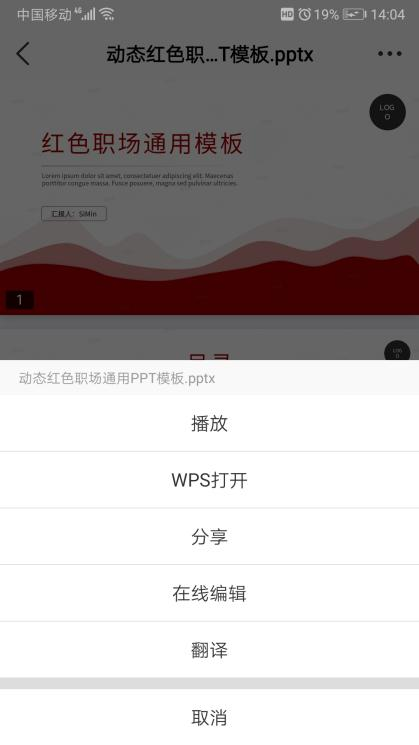 中国移动 4G HD 19% 14:04
动态红色职...T模板.pptx
LOG
O
红色职场通用模板
Lorem ipsum dolor sit amet, consectetuer adipiscing elit. Maecenas
porttitor congue massa. Fusce posuere, magna sed pulvinar ultricies.
汇报人：SiMin
1
目录
LOG
O
动态红色职场通用PPT模板.pptx
播放
WPS打开
分享
在线编辑
翻译
取消